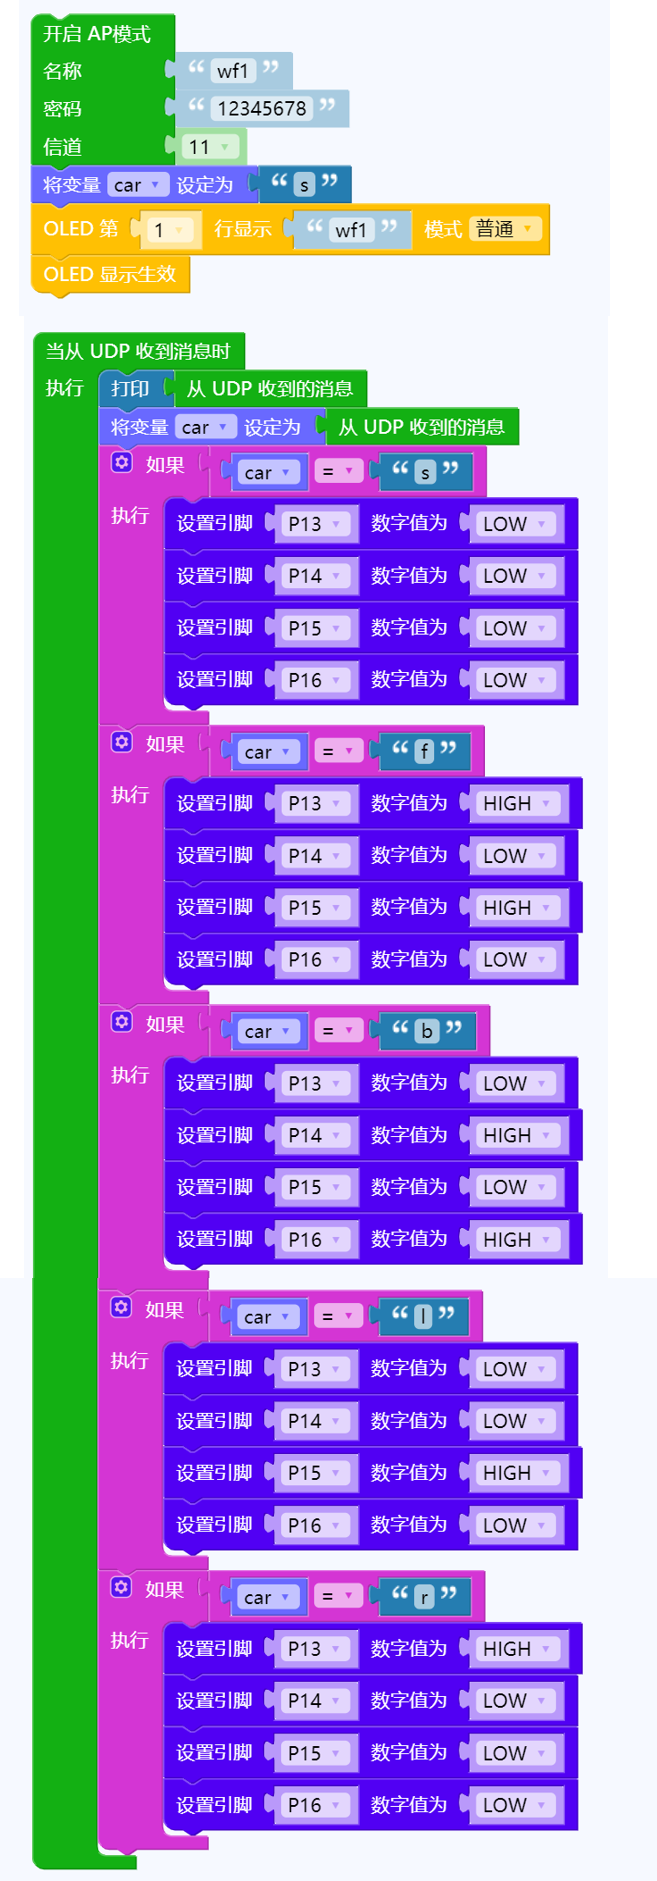 开启 AP模式
名称 “ wf1 ”
密码 “ 12345678 ”
信道 11
将变量 car 设定为 “ s ”
OLED 第 1 行显示 “ wf1 ” 模式 普通
OLED 显示生效
当从 UDP 收到消息时
执行 打印 从 UDP 收到的消息
将变量 car 设定为 从 UDP 收到的消息
如果 car = “ s ”
执行 设置引脚 P13 数字值为 LOW
设置引脚 P14 数字值为 LOW
设置引脚 P15 数字值为 LOW
设置引脚 P16 数字值为 LOW
如果 car = “ f ”
执行 设置引脚 P13 数字值为 HIGH
设置引脚 P14 数字值为 LOW
设置引脚 P15 数字值为 HIGH
设置引脚 P16 数字值为 LOW
如果 car = “ b ”
执行 设置引脚 P13 数字值为 LOW
设置引脚 P14 数字值为 HIGH
设置引脚 P15 数字值为 LOW
设置引脚 P16 数字值为 HIGH
如果 car = “ l ”
执行 设置引脚 P13 数字值为 LOW
设置引脚 P14 数字值为 LOW
设置引脚 P15 数字值为 HIGH
设置引脚 P16 数字值为 LOW
如果 car = “ r ”
执行 设置引脚 P13 数字值为 HIGH
设置引脚 P14 数字值为 LOW
设置引脚 P15 数字值为 LOW
设置引脚 P16 数字值为 LOW